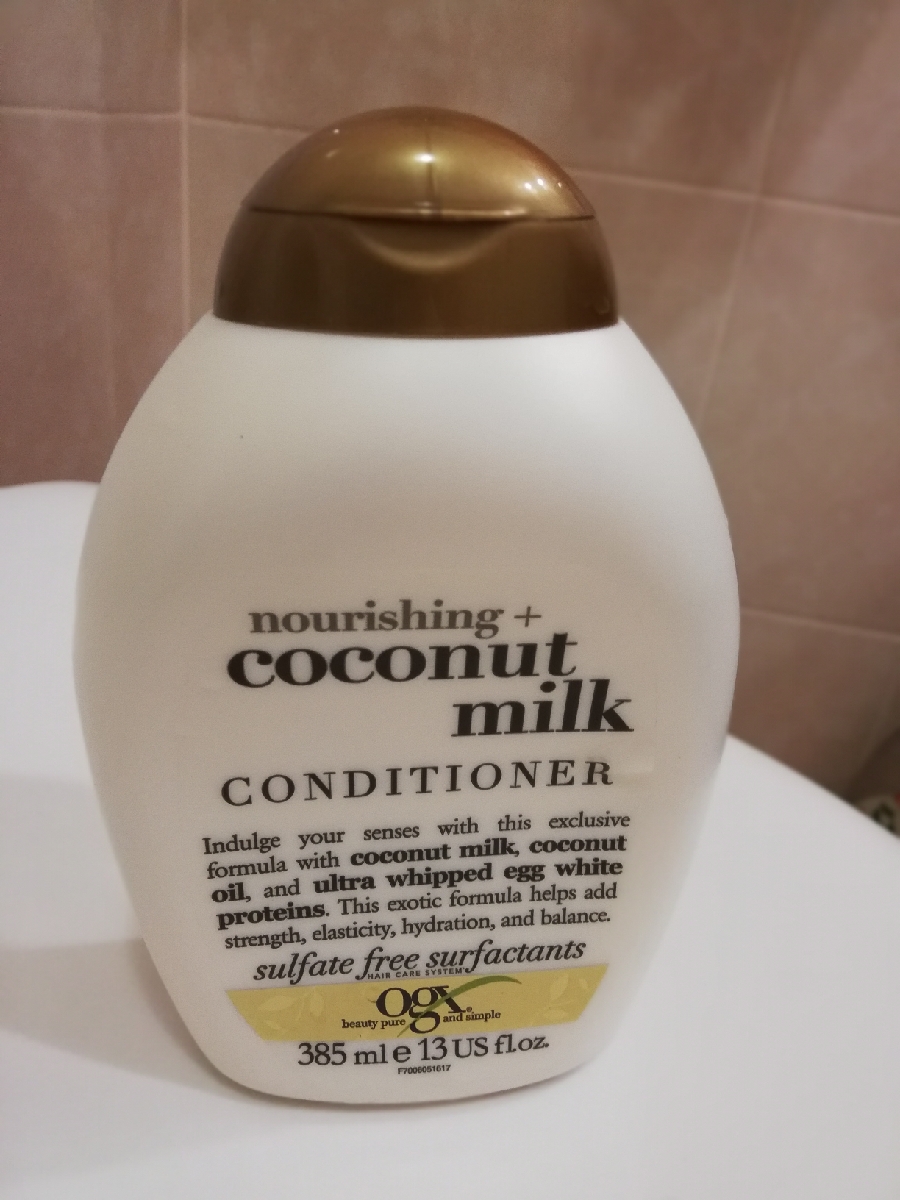 nourishing +
coconut
milk
CONDITIONER
Indulge your senses with this exclusive
formula with coconut milk, coconut
oil, and ultra whipped egg white
proteins. This exotic formula helps add
strength, elasticity, hydration, and balance.
sulfate free surfactants
HAIR CARE SYSTEM
ogx®
beauty pure and simple
385 ml e 13 US fl.oz.
F7006051617